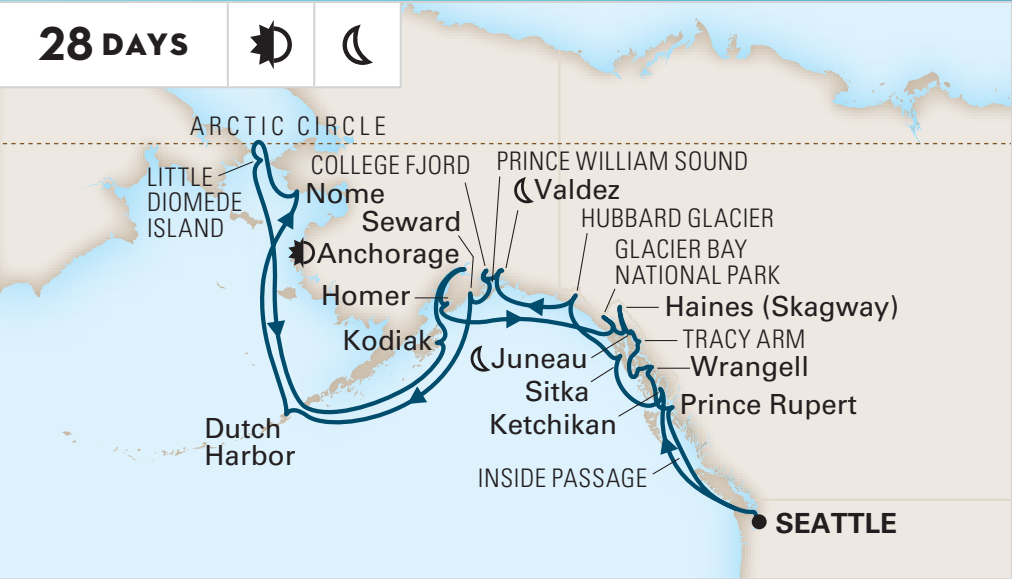 28 DAYS
ARCTIC CIRCLE
COLLEGE FJORD
PRINCE WILLIAM SOUND
LITTLE
DIOMEDE
ISLAND
Nome
Valdez
Seward
HUBBARD GLACIER
Anchorage
GLACIER BAY
NATIONAL PARK
Homer
Haines (Skagway)
Kodiak
TRACY ARM
Juneau
Wrangell
Sitka
Prince Rupert
Ketchikan
Dutch
Harbor
INSIDE PASSAGE
SEATTLE